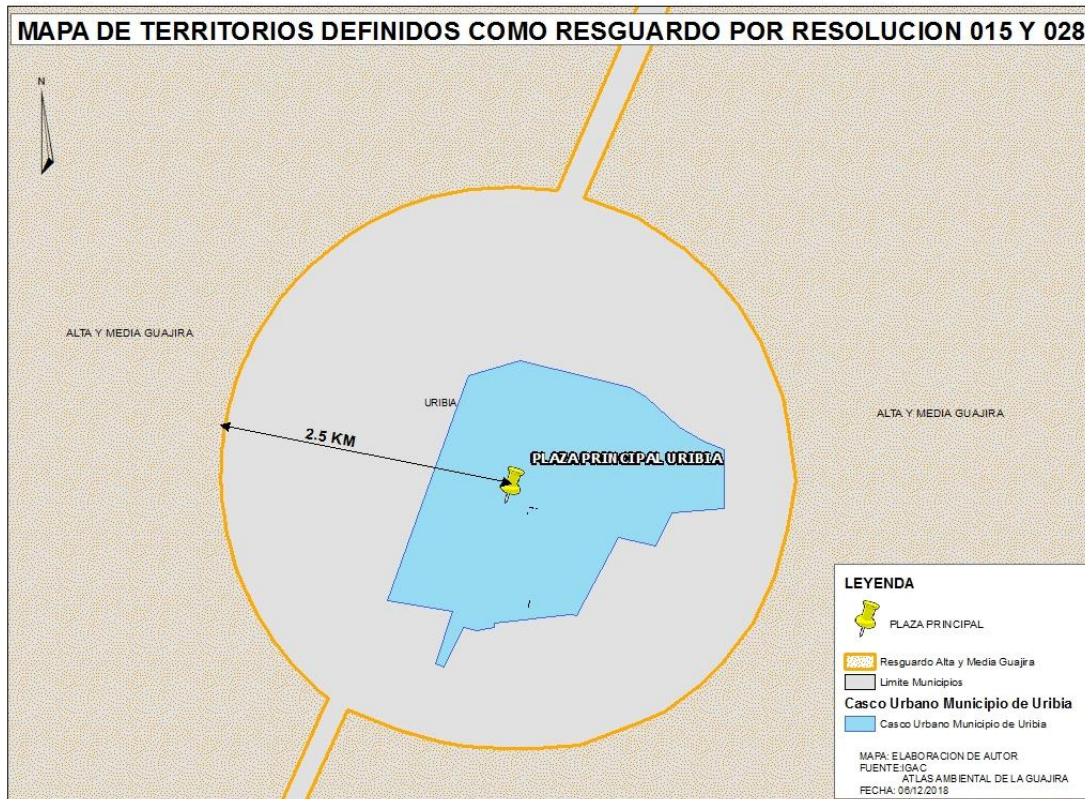 MAPA DE TERRITORIOS DEFINIDOS COMO RESGUARDO POR RESOLUCION 015 Y 028
N
ALTA Y MEDIA GUAJIRA
URIBIA
ALTA Y MEDIA GUAJIRA
2.5 KM
PLAZA PRINCIPAL URIBIA
LEYENDA
PLAZA PRINCIPAL
Resguardo Alta y Media Guajira
Limite Municipios
Casco Urbano Municipio de Uribia
Casco Urbano Municipio de Uribia
MAPA: ELABORACION DE AUTOR
FUENTE:IGAC
ATLAS AMBIENTAL DE LA GUAJIRA
FECHA: 06/12/2018